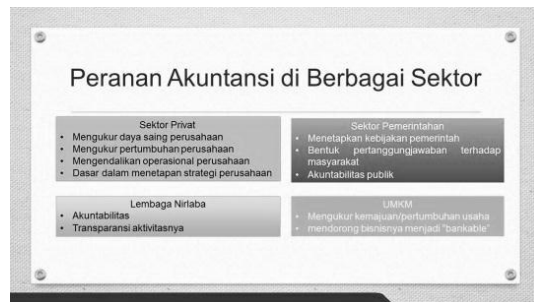 Peranan Akuntansi di Berbagai Sektor
Sektor Privat
• Mengukur daya saing perusahaan
• Mengukur pertumbuhan perusahaan
• Mengendalikan operasional perusahaan
• Dasar dalam menetapan strategi perusahaan
Sektor Pemerintahan
• Menetapkan kebijakan pemerintah
• Bentuk pertanggungjawaban terhadap
masyarakat
• Akuntabilitas publik
Lembaga Nirlaba
• Akuntabilitas
• Transparansi aktivitasnya
UMKM
• Mengukur kemajuan/pertumbuhan usaha
• mendorong bisnisnya menjadi "bankable"